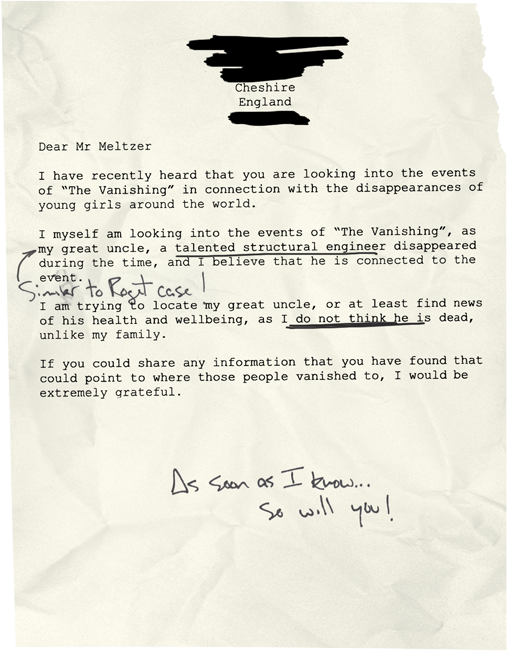 Cheshire
England
Dear Mr Meltzer
I have recently heard that you are looking into the events
of “The Vanishing” in connection with the disappearances of
young girls around the world.
I myself am looking into the events of “The Vanishing”, as
my great uncle, a talented structural engineer disappeared
during the time, and I believe that he is connected to the
event.
Similar to Roget case!
I am trying to locate my great uncle, or at least find news
of his health and wellbeing, as I do not think he is dead,
unlike my family.
If you could share any information that you have found that
could point to where those people vanished to, I would be
extremely grateful.
As soon as I know...
So will you!